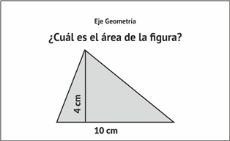 Eje Geometría
¿Cuál es el área de la figura?
4 cm
10 cm